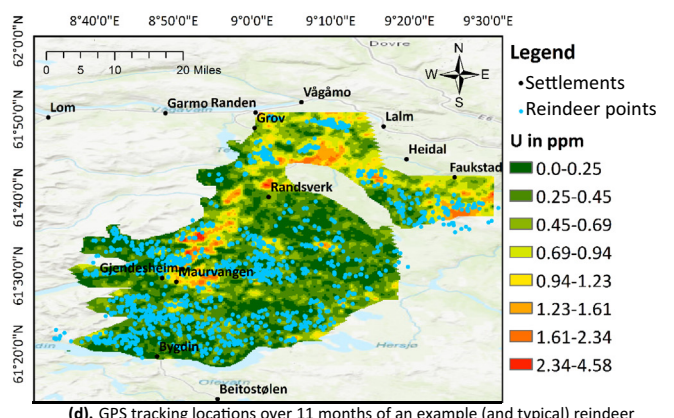 8°40'0"E 8°50'0"E 9°0'0"E 9°10'0"E 9°20'0"E 9°30'0"E
62°0'0"N
61°50'0"N
61°40'0"N
61°30'0"N
61°20'0"N
Dovre
N
W E
S
0 5 10 20 Miles
Vågåmo
Lom
Garmo Randen
Vågåvatn
Grov
Lalm
E6
Heidal
Faukstad
Randsverk
Gjendesheim
Maurvangen
Bygdin
Hersjø
Beitostølen
Legend
Settlements
Reindeer points
U in ppm
0.0-0.25
0.25-0.45
0.45-0.69
0.69-0.94
0.94-1.23
1.23-1.61
1.61-2.34
2.34-4.58
(d). GPS tracking locations over 11 months of an example (and typical) reindeer